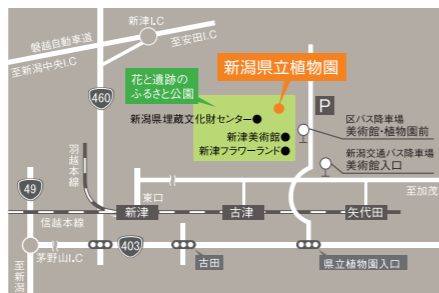 新津I.C
磐越自動車道
至安田I.C
至新潟中央I.C
新潟県立植物園
花と遺跡の
ふるさと公園
460
P
新潟県埋蔵文化財センター
区バス降車場
美術館・植物園前
新津美術館
新津フラワーランド
新潟交通バス降車場
美術館入口
羽越本線
49
東口
至加茂
信越本線
新津
古津
矢代田
403
茅野山I.C
古田
県立植物園入口
至新潟